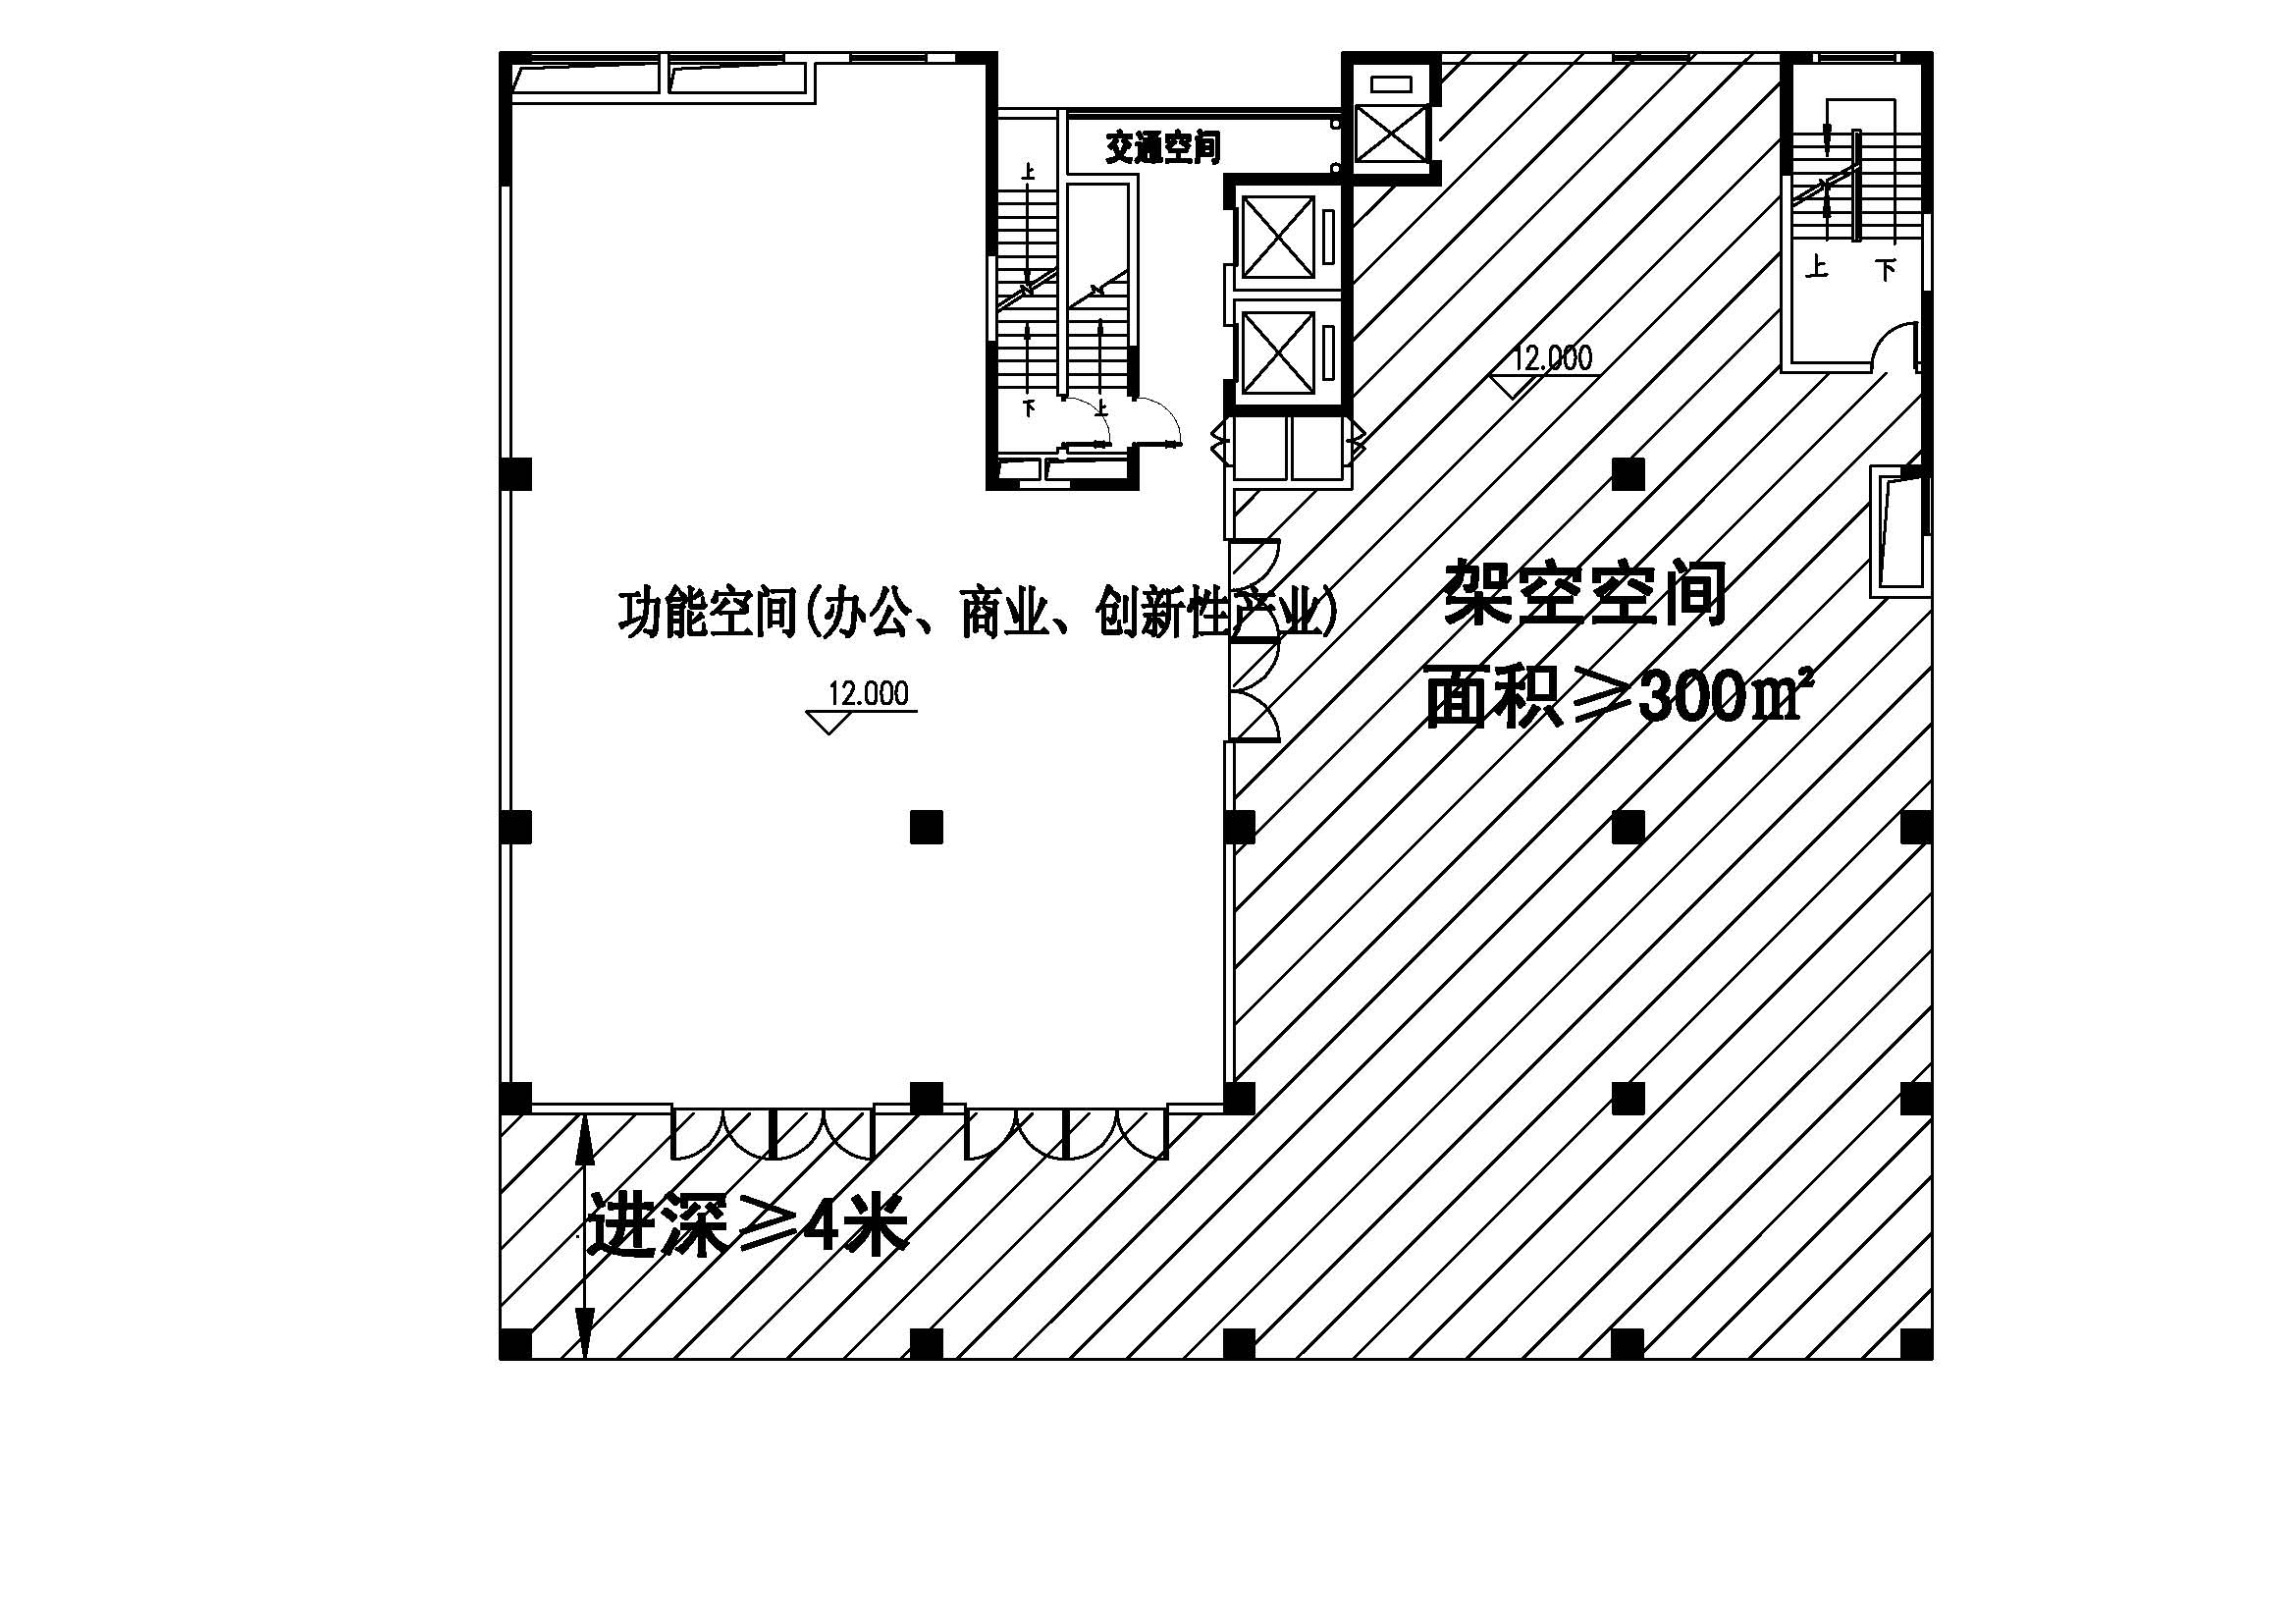 交通空间
上
上
下
下
上
12.000
上
下
功能空间(办公、商业、创新性产业)
架空空间
面积≥300㎡
12.000
进深≥4米